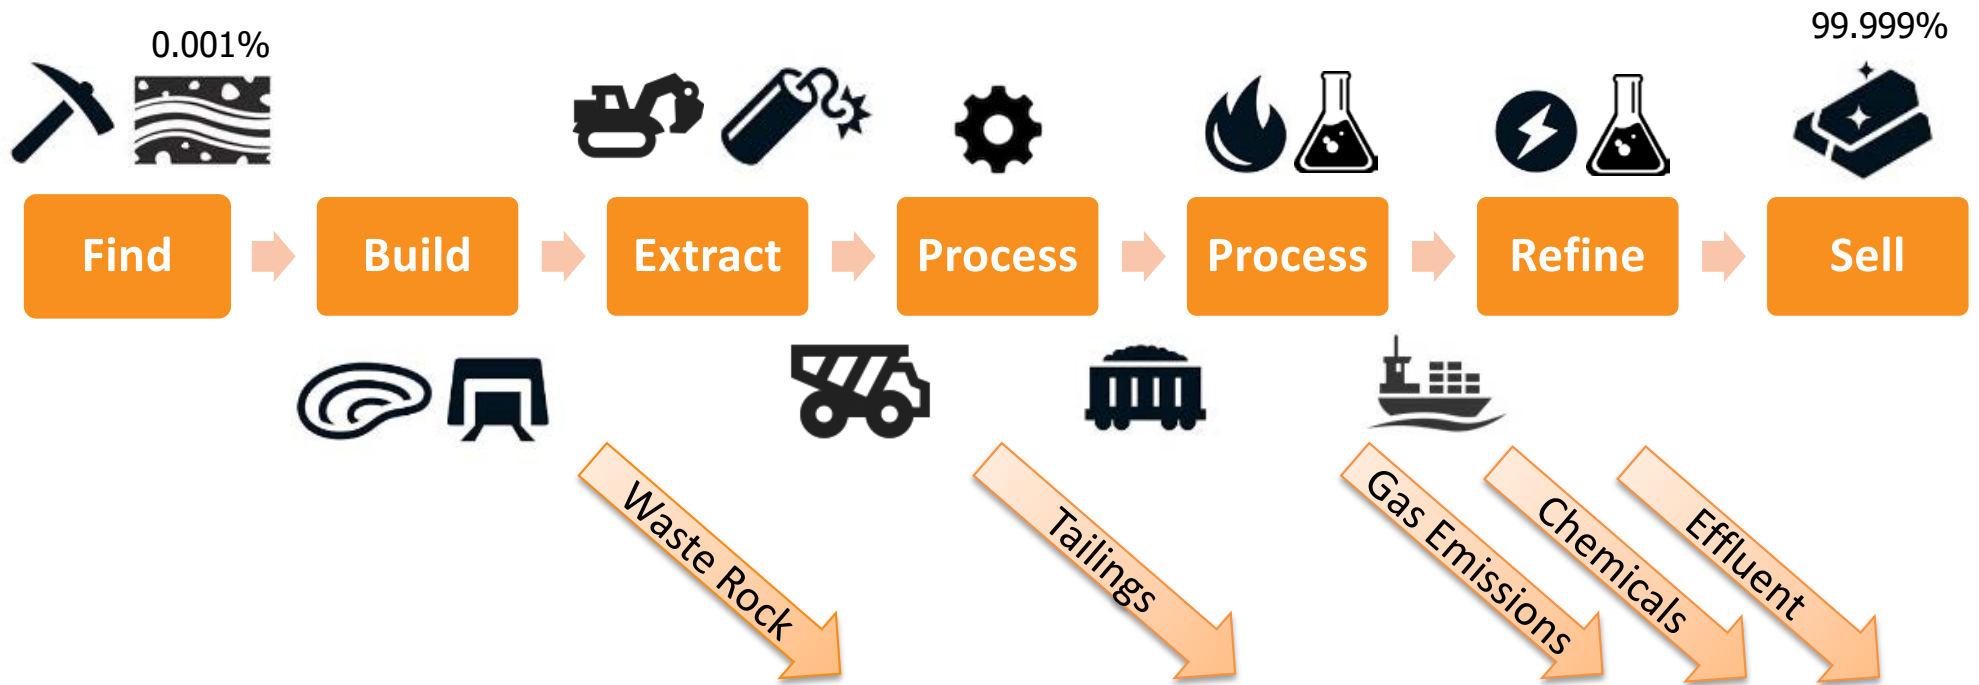 0.001%
99.999%
Find
Build
Extract
Process
Process
Refine
Sell
Waste Rock
Tailings
Gas Emissions
Chemicals
Effluent